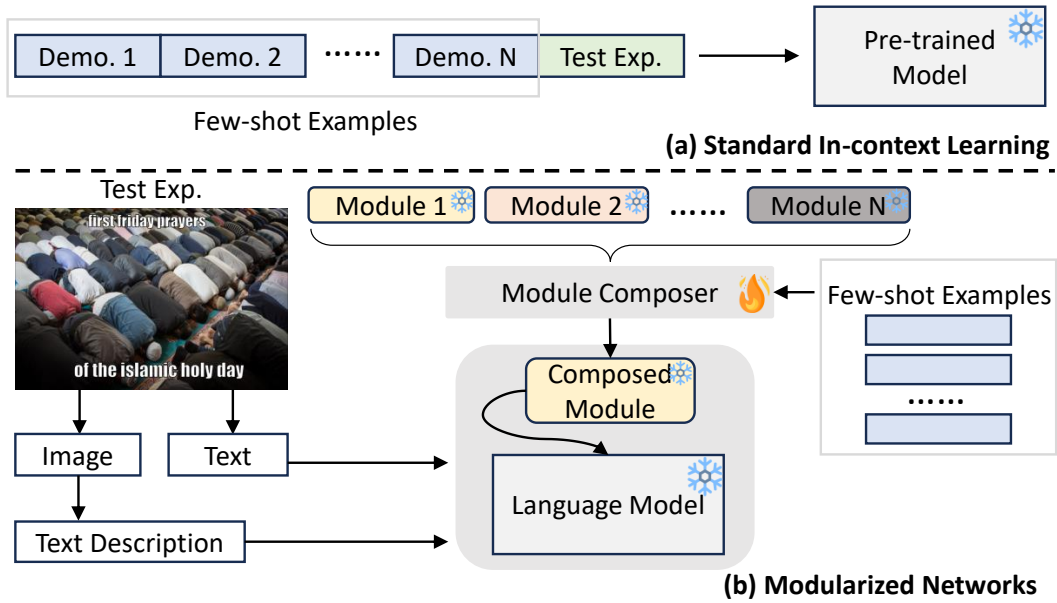 Demo. 1 Demo. 2 ...... Demo. N Test Exp.
Pre-trained
Model
Few-shot Examples
(a) Standard In-context Learning
Test Exp.
first friday prayers
of the islamic holy day
Module 1 Module 2 ...... Module N
Module Composer
Few-shot Examples
......
Composed
Module
Image Text
Language Model
Text Description
(b) Modularized Networks